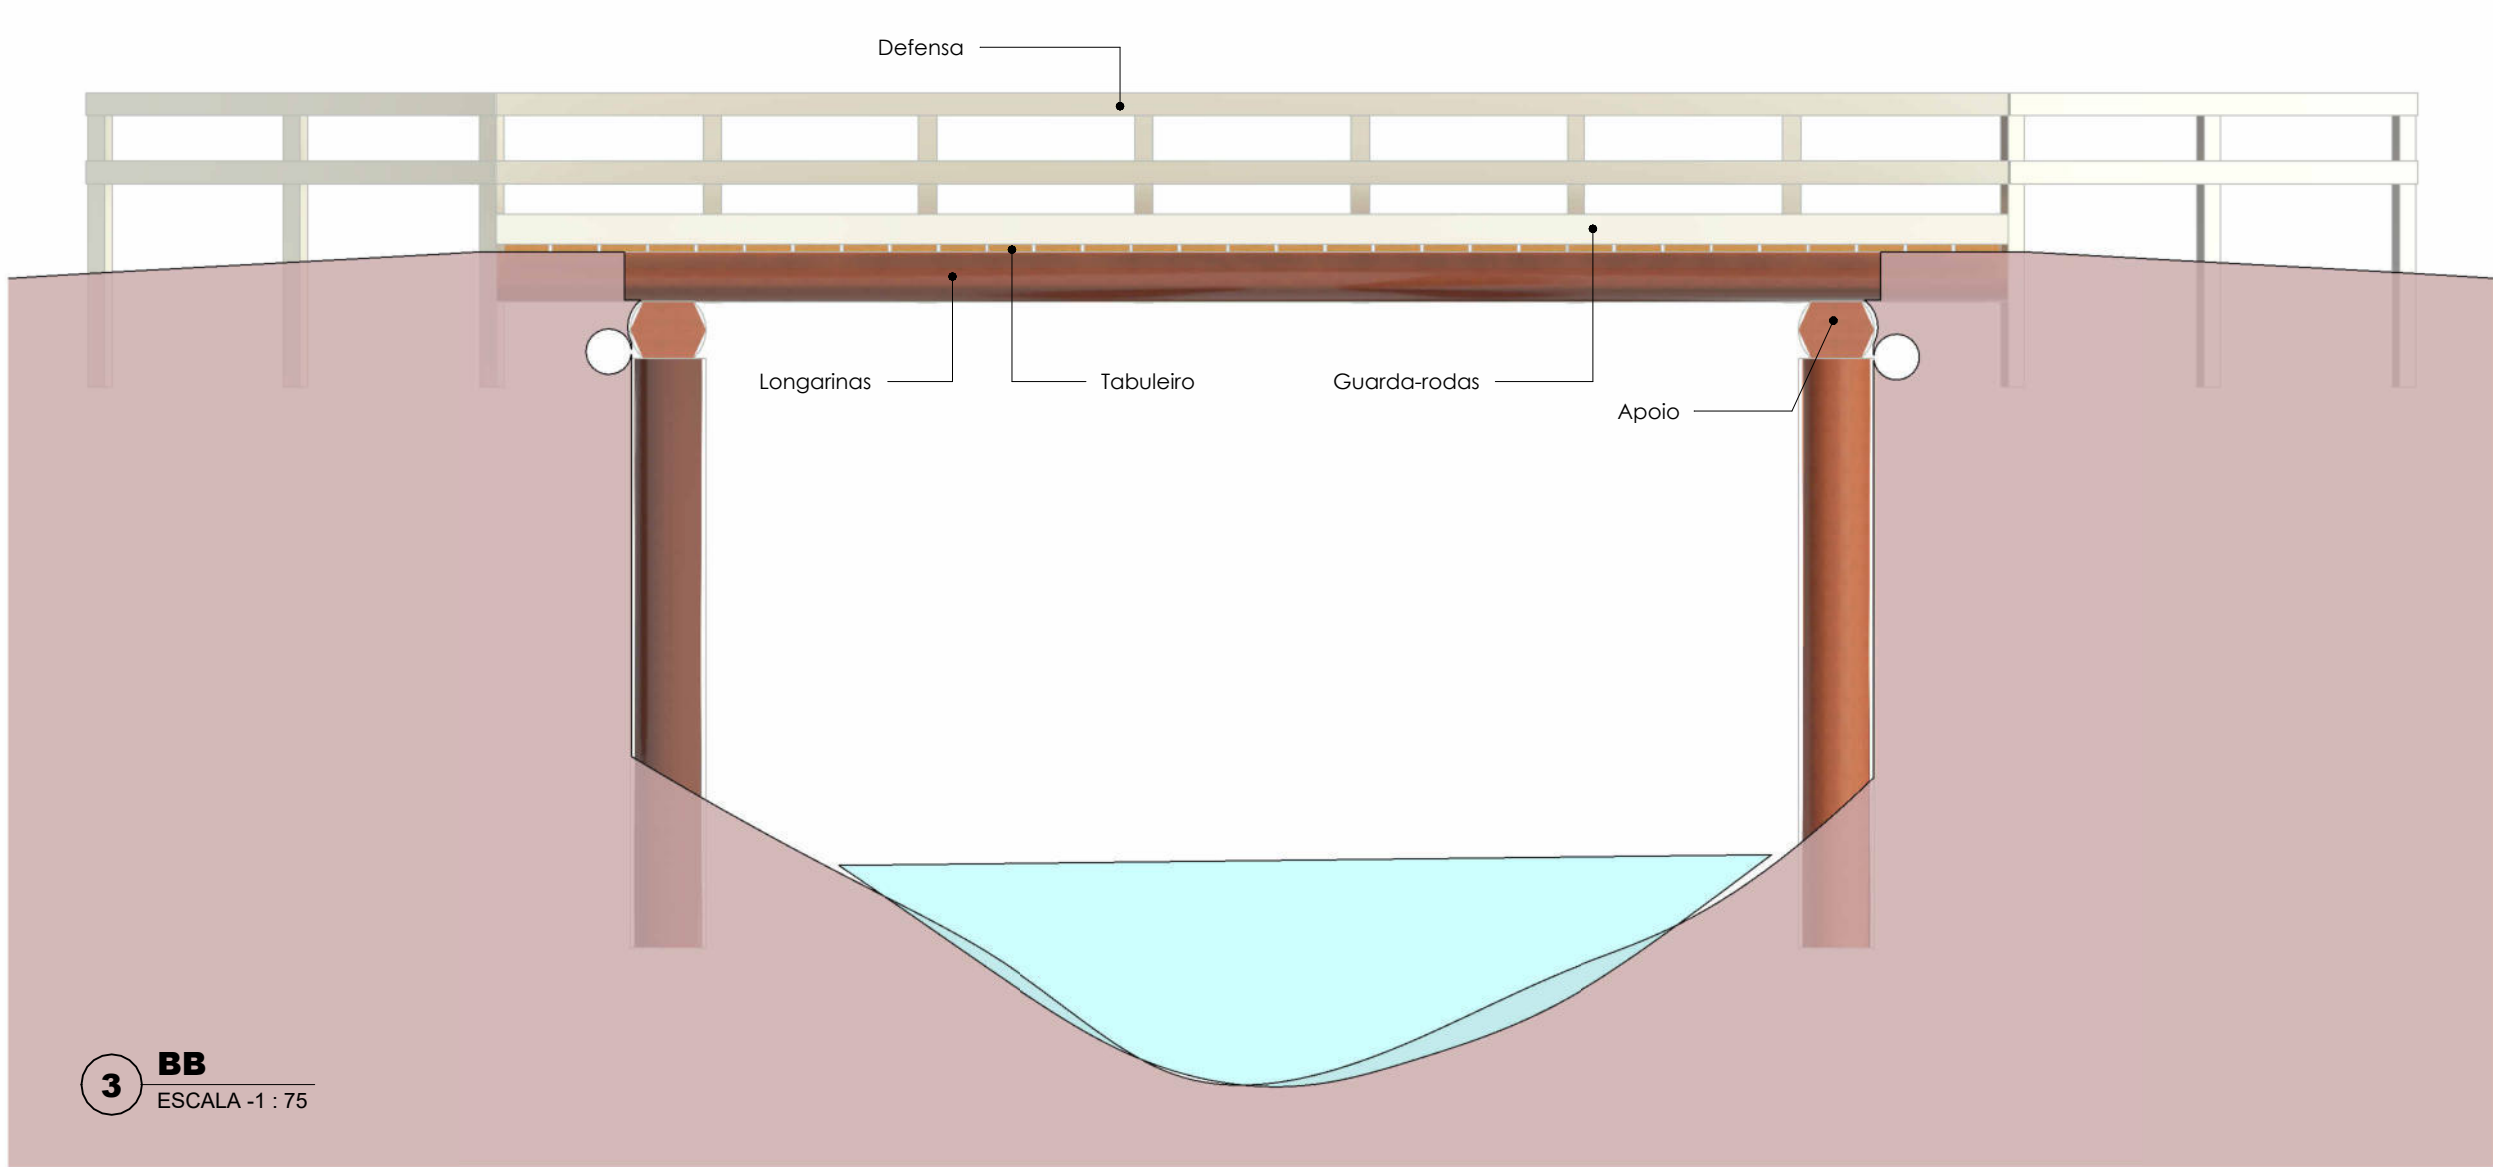 Defensa
Longarinas
Tabuleiro
Guarda-rodas
Apoio
3
BB
ESCALA -1 : 75